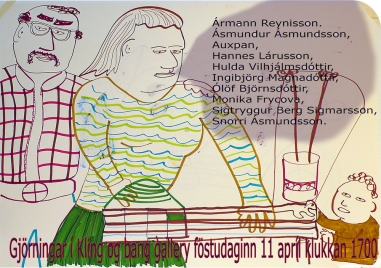 Ármann Reynisson.
Ásmundur Ásmundsson,
Auxpan,
Hannes Lárusson,
Hulda Vilhjálmsdóttir,
Ingibjörg Magnadóttir,
Ólöf Björnsdóttir,
Monika Frycova,
Sigtryggur Berg Sigmarsson,
Snorri Ásmundsson.
Gjörningar í Kling og bang gallery föstudaginn 11 apríl klukkan 1700